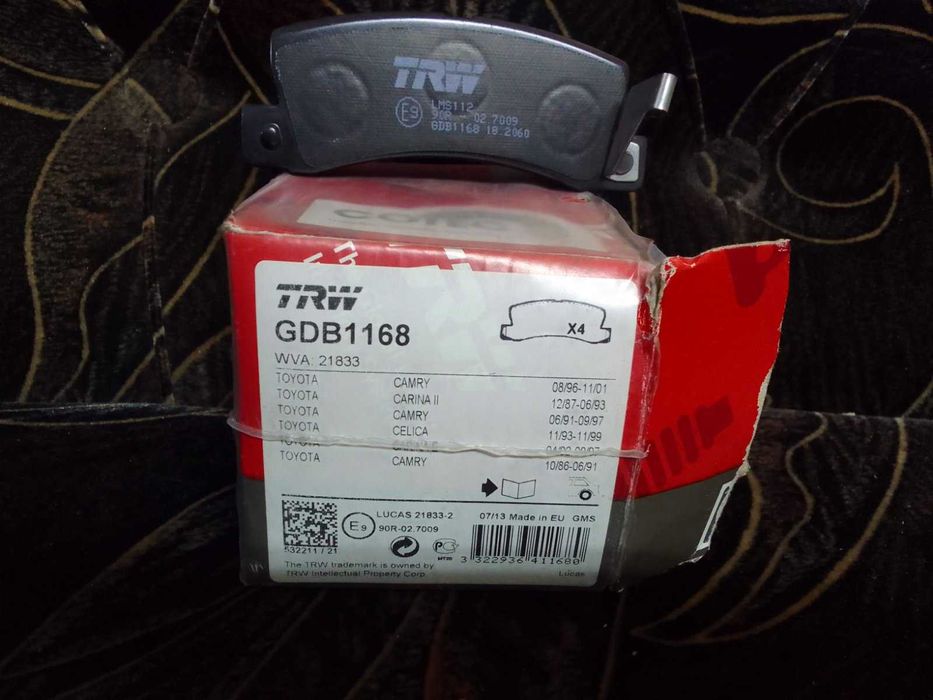 TRW
E9
LMS112
90R - 02.7009
GDB1168 18.2060
TRW
GDB1168
X4
WVA: 21833
TOYOTA CAMRY 08/96-11/01
TOYOTA CARINA II 12/87-06/93
TOYOTA CAMRY 06/91-09/97
TOYOTA CELICA 11/93-11/99
TOYOTA
TOYOTA CAMRY 10/86-06/91
LUCAS 21833-2 07/13 Made in EU GMS
E9 90R-02.7009
532211 / 21
3 322936 411680
The TRW trademark is owned by
TRW Intellectual Property Corp. Lucas